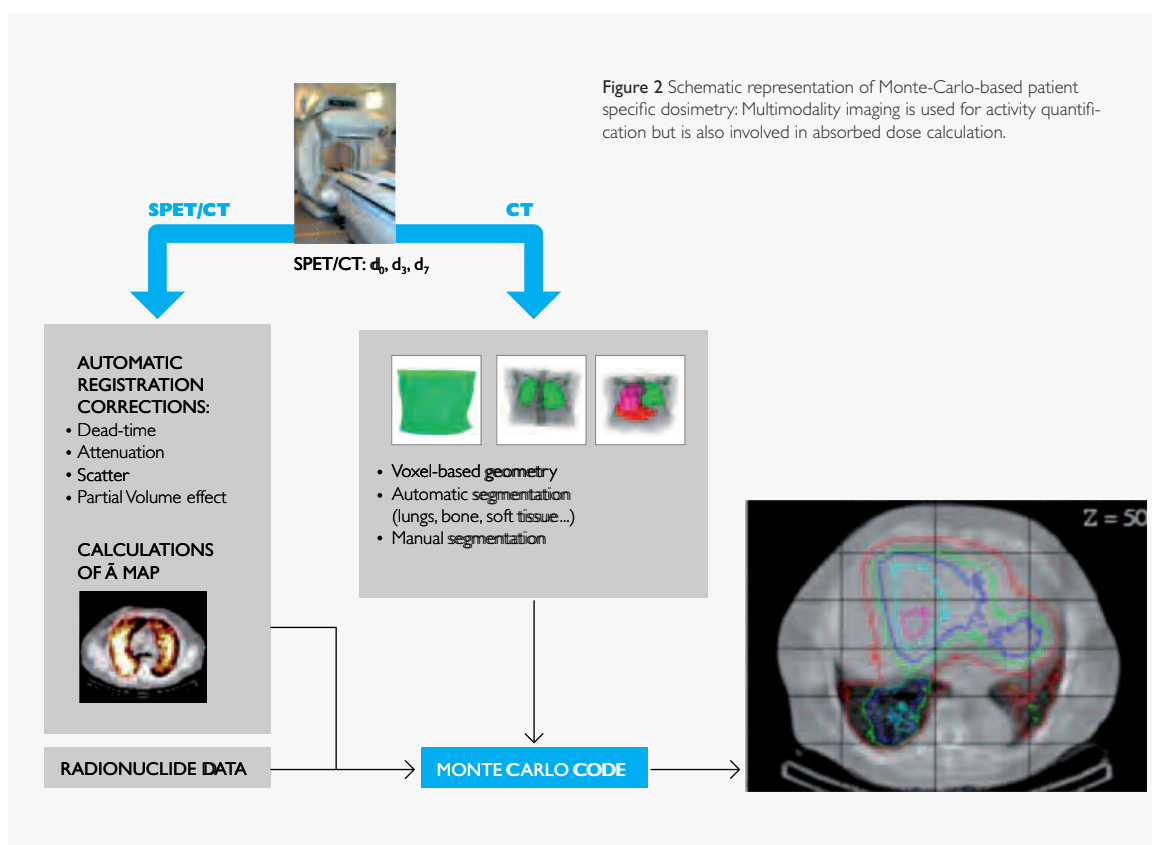 Figure 2 Schematic representation of Monte-Carlo-based patient
specific dosimetry: Multimodality imaging is used for activity quantifi-
cation but is also involved in absorbed dose calculation.
SPET/CT
CT
SPET/CT: d0, d3, d7
AUTOMATIC
REGISTRATION
CORRECTIONS:
• Dead-time
• Attenuation
• Scatter
• Partial Volume effect
CALCULATIONS
OF Ā MAP
• Voxel-based geometry
• Automatic segmentation
(lungs, bone, soft tissue...)
• Manual segmentation
Z = 50
RADIONUCLIDE DATA
MONTE CARLO CODE